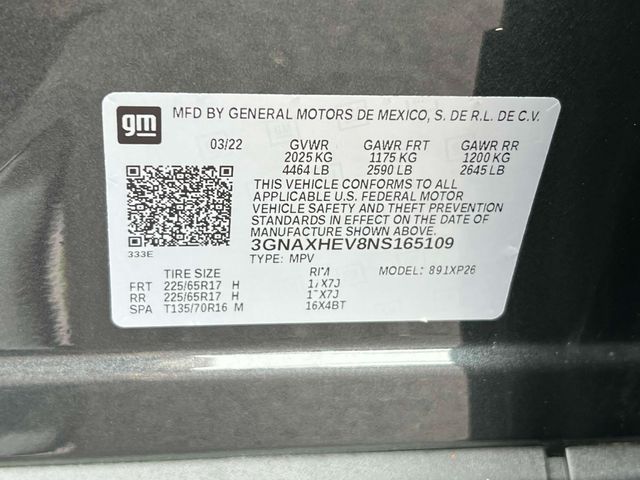 gm
MFD BY GENERAL MOTORS DE MEXICO, S. DE R.L. DE C.V.
03/22 GVWR GAWR FRT GAWR RR
2025 KG 1175 KG 1200 KG
4464 LB 2590 LB 2645 LB
THIS VEHICLE CONFORMS TO ALL
APPLICABLE U.S. FEDERAL MOTOR
VEHICLE SAFETY AND THEFT PREVENTION
STANDARDS IN EFFECT ON THE DATE OF
MANUFACTURE SHOWN ABOVE.
3GNAXHEV8NS165109
333E
TYPE: MPV MODEL: 891XP26
TIRE SIZE RIM
FRT 225/65R17 H 17X7J
RR 225/65R17 H 17X7J
SPA T135/70R16 M 16X4BT